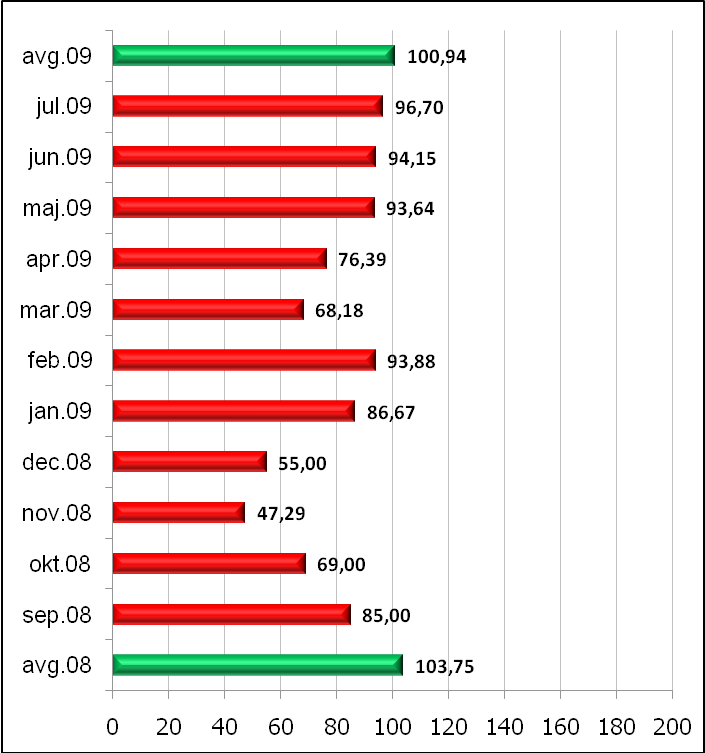 avg.09 100,94
jul.09 96,70
jun.09 94,15
maj.09 93,64
apr.09 76,39
mar.09 68,18
feb.09 93,88
jan.09 86,67
dec.08 55,00
nov.08 47,29
okt.08 69,00
sep.08 85,00
avg.08 103,75
0 20 40 60 80 100 120 140 160 180 200